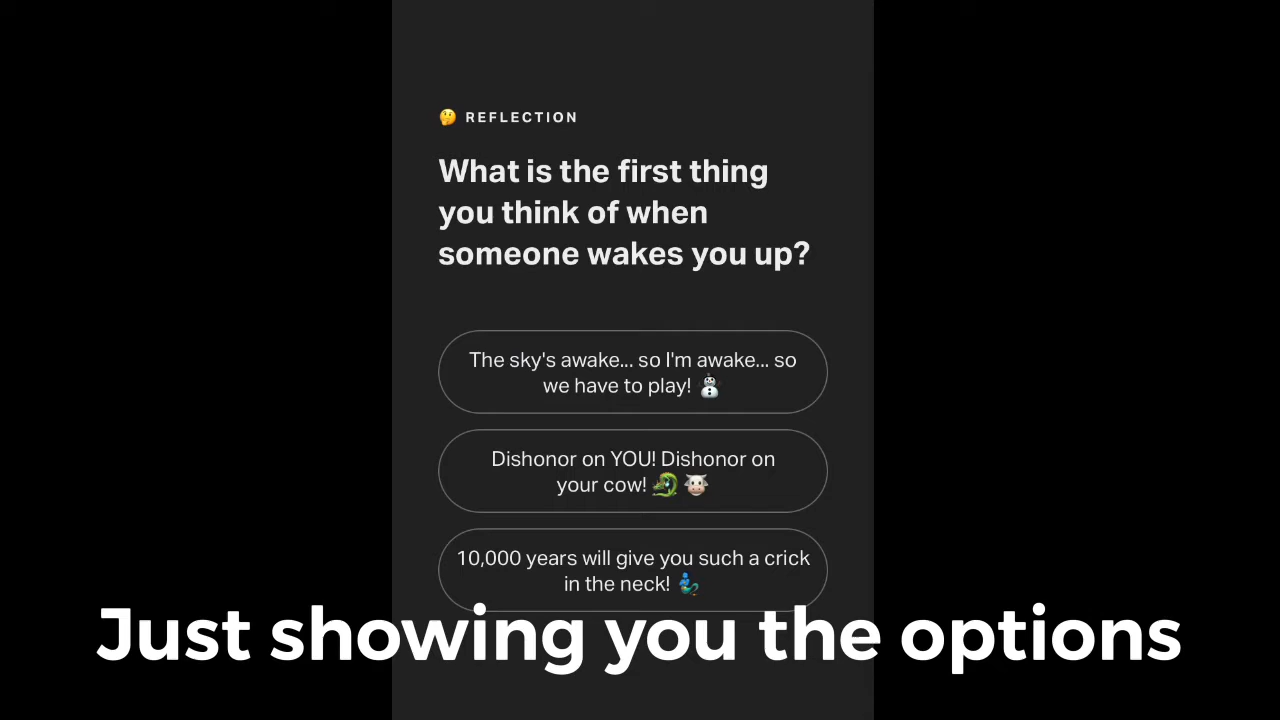 🤔 REFLECTION
What is the first thing
you think of when
someone wakes you up?
The sky's awake... so I'm awake... so
we have to play! ⛄
Dishonor on YOU! Dishonor on
your cow! 🐉 🐮
10,000 years will give you such a crick
in the neck! 🧞‍♂️
Just showing you the options